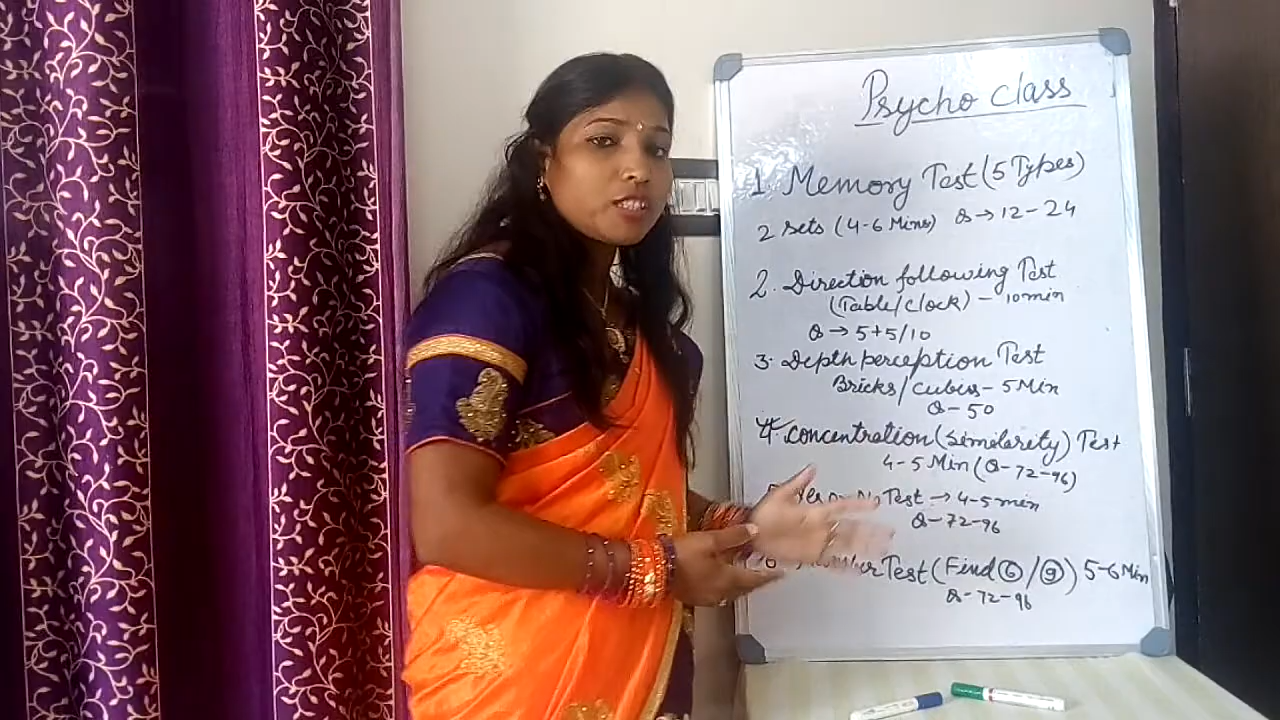 Psycho class
1. Memory Test (5 Types)
2 sets (4-6 Mins) Q → 12-24
2. Direction following Test
(Table/clock) - 10min
Q → 5+5/10
3. Depth perception Test
Bricks/cubes - 5 Min
Q - 50
4. concentration (similarity) Test
4-5 Min (Q-72-96)
No Test → 4-5 min
Q-72-96
Test (Find 6 / 9) 5-6 Min
Q-72-96